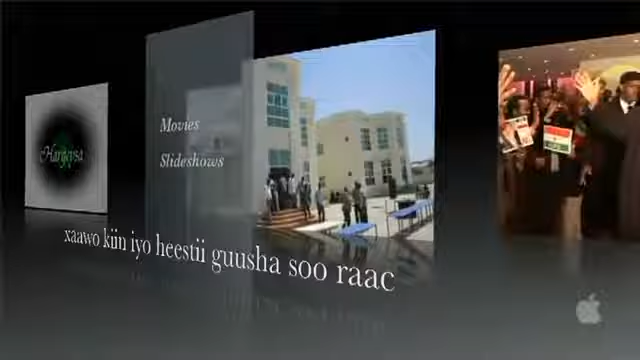 Hargeysa
Movies
Slideshows
xaawo kiin iyo heestii guusha soo raac